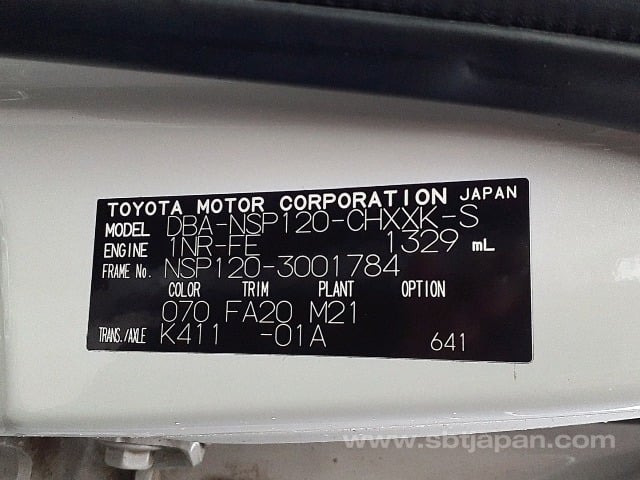 TOYOTA MOTOR CORPORATION JAPAN
MODEL DBA-NSP120-CHXXK-S
ENGINE 1NR-FE 1329 mL
FRAME No. NSP120-3001784
COLOR TRIM PLANT OPTION
070 FA20 M21
TRANS./AXLE K411 -01A 641
www.sbtjapan.com